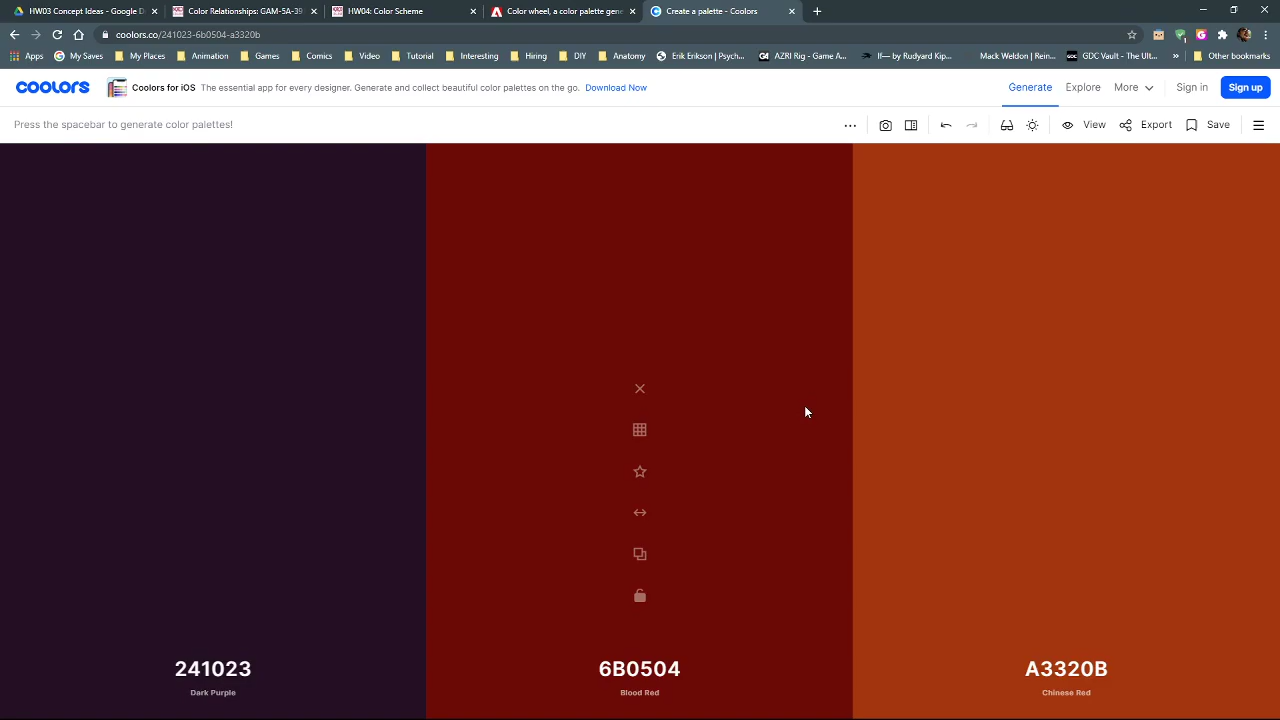 HW03 Concept Ideas - Google D
Color Relationships: GAM-5A-39
HW04: Color Scheme
Color wheel, a color palette gene
Create a palette - Coolors
coolors.co/241023-6b0504-a3320b
Apps
My Saves
My Places
Animation
Games
Comics
Video
Tutorial
Interesting
Hiring
DIY
Anatomy
Erik Erikson | Psych...
AZRI Rig - Game A...
If— by Rudyard Kip...
Mack Weldon | Rein...
GDC Vault - The Ult...
Other bookmarks
coolors
Coolors for iOS The essential app for every designer. Generate and collect beautiful color palettes on the go. Download Now
Generate
Explore
More
Sign in
Sign up
Press the spacebar to generate color palettes!
View
Export
Save
241023
Dark Purple
6B0504
Blood Red
A3320B
Chinese Red